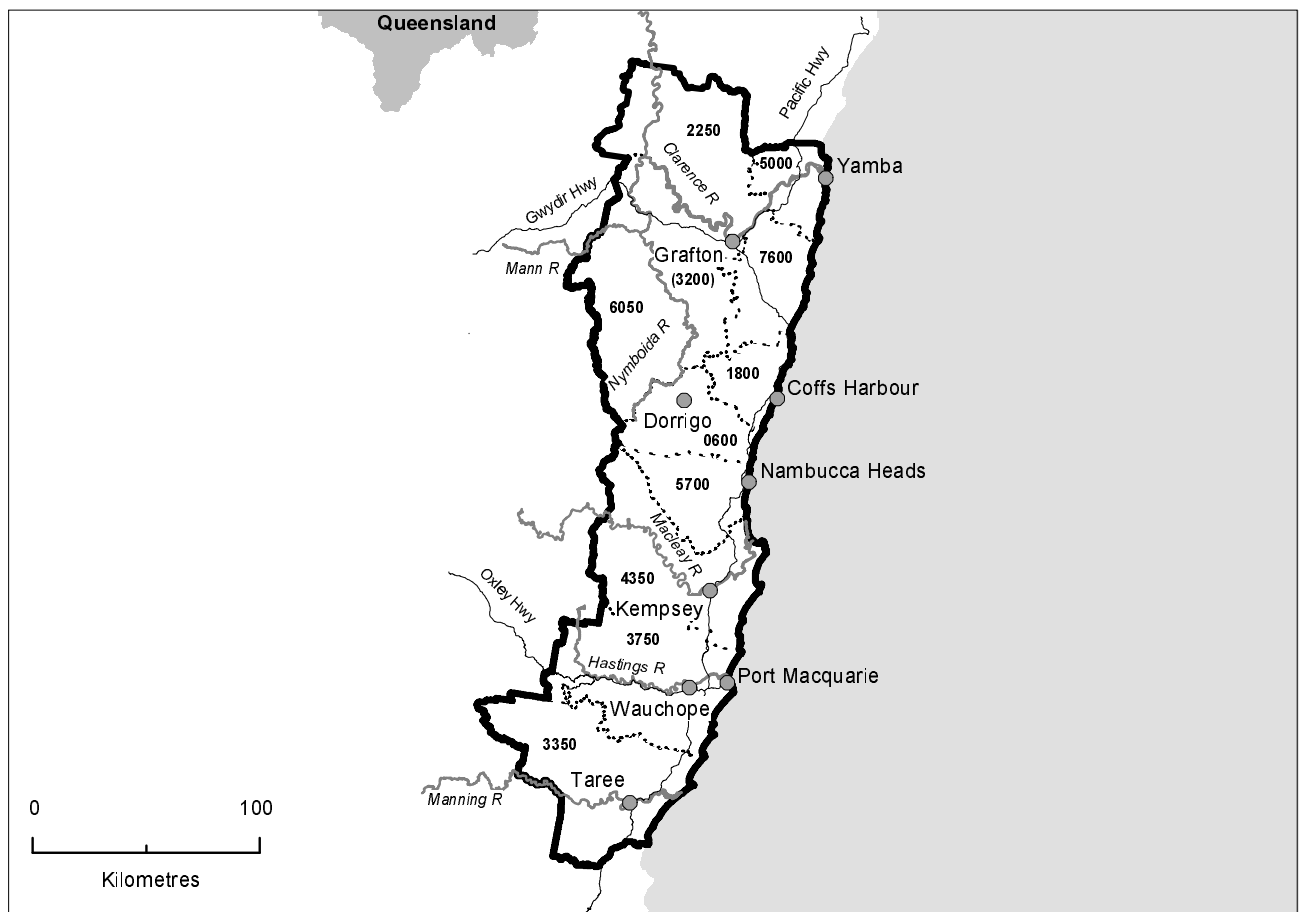 Queensland
Pacific Hwy
2250
Clarence R
5000
Yamba
Gwydir Hwy
Grafton
7600
Mann R
(3200)
6050
Nymboida R
1800
Coffs Harbour
Dorrigo
0600
Nambucca Heads
5700
Macleay R
4350
Oxley Hwy
Kempsey
3750
Hastings R
Port Macquarie
Wauchope
3350
Taree
Manning R
0 100
Kilometres